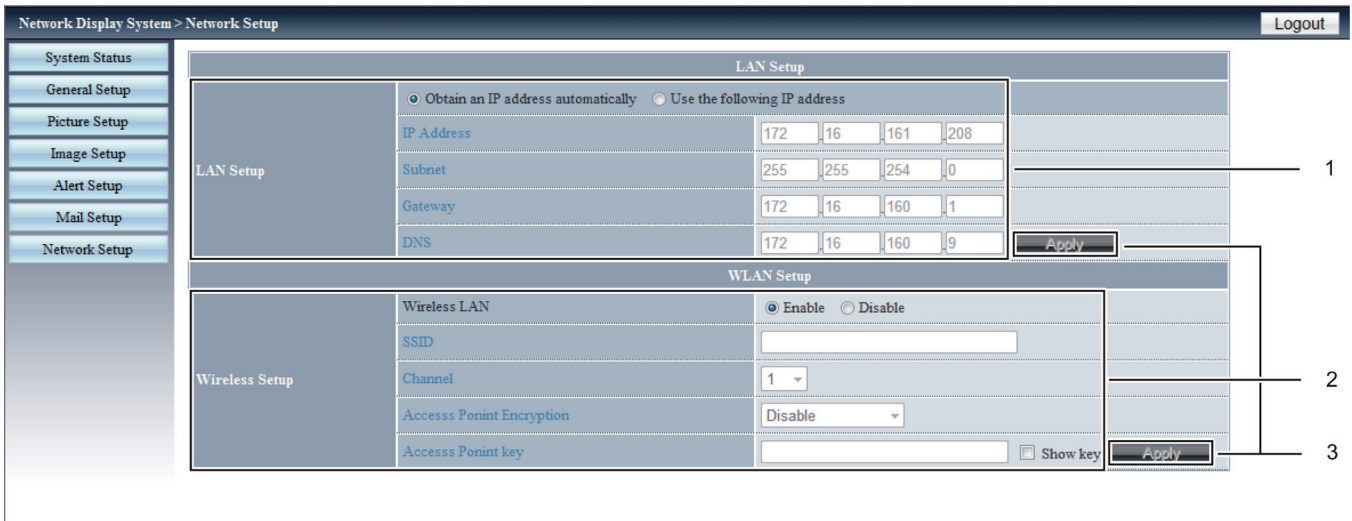 Network Display System > Network Setup
Logout
System Status
General Setup
Picture Setup
Image Setup
Alert Setup
Mail Setup
Network Setup
LAN Setup
LAN Setup
Obtain an IP address automatically Use the following IP address
IP Address 172 .16 .161 .208
Subnet 255 .255 .254 .0
Gateway 172 .16 .160 .1
DNS 172 .16 .160 .9 Apply
1
WLAN Setup
Wireless Setup
Wireless LAN Enable Disable
SSID
Channel 1
Accesss Ponint Encryption Disable
Accesss Ponint key Show key Apply
2
3